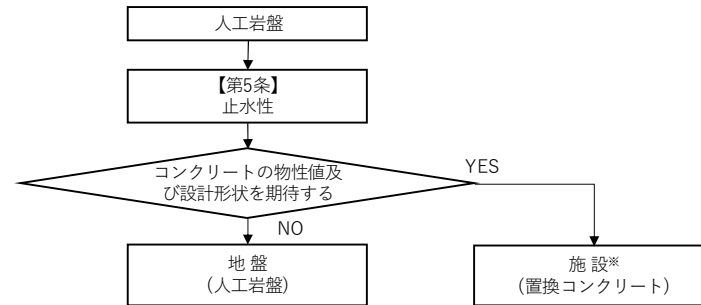 人工岩盤
【第5条】
止水性
コンクリートの物性値及
び設計形状を期待する
YES
NO
地 盤
(人工岩盤)
施 設※
(置換コンクリート)